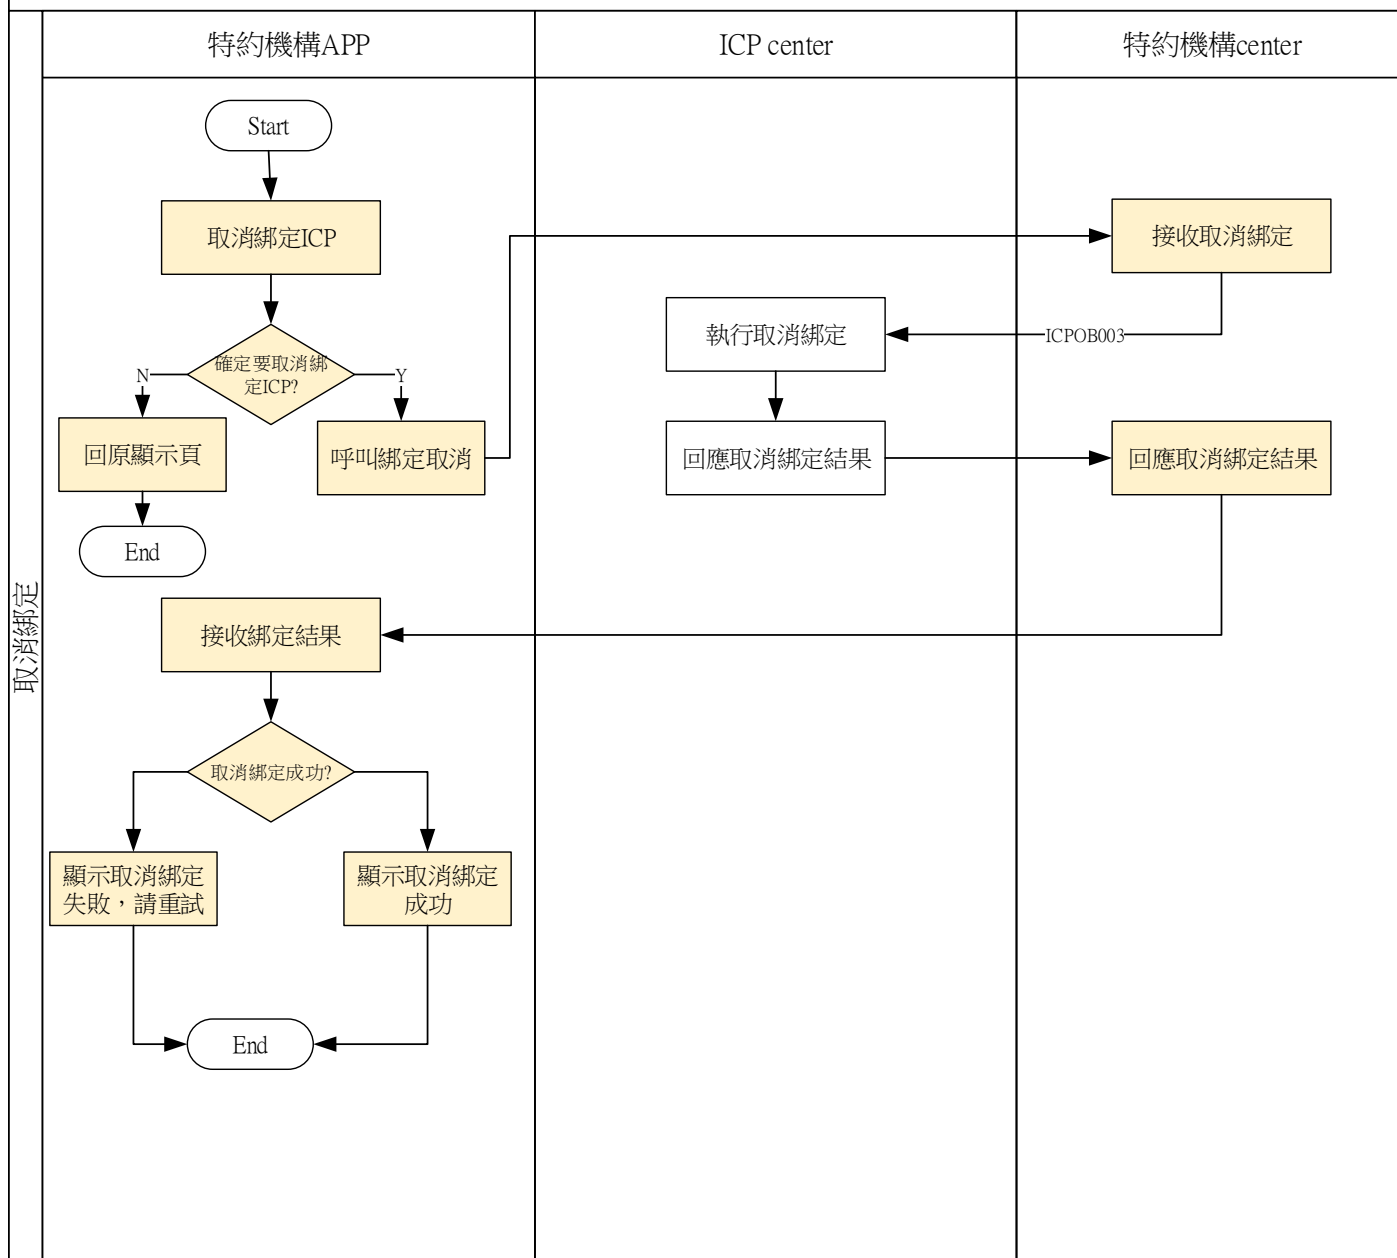 特約機構APP
ICP center
特約機構center
取消綁定
Start
取消綁定ICP
接收取消綁定
執行取消綁定
ICPOB003
確定要取消綁
定ICP?
N
Y
回原顯示頁
呼叫綁定取消
回應取消綁定結果
回應取消綁定結果
End
接收綁定結果
取消綁定成功?
顯示取消綁定
失敗，請重試
顯示取消綁定
成功
End